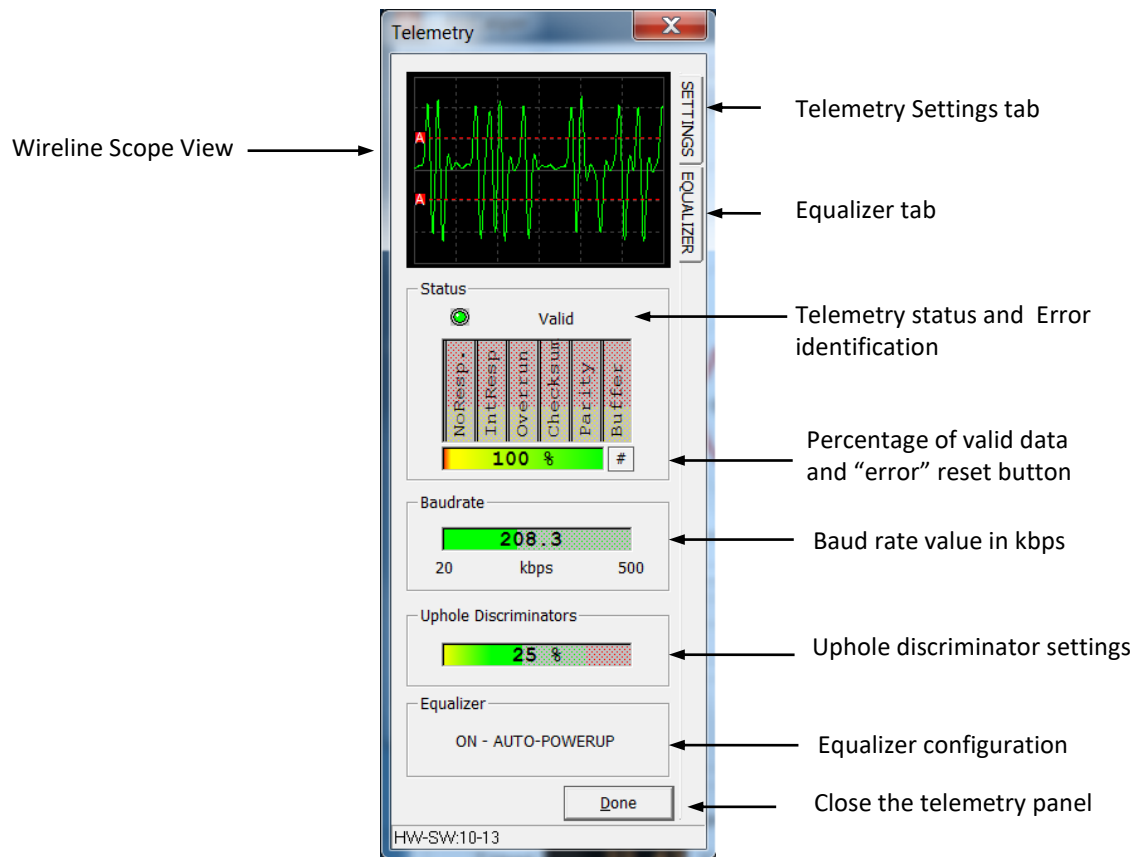 Telemetry
X
Wireline Scope View
A
A
SETTINGS
EQUALIZER
Telemetry Settings tab
Equalizer tab
Status
Valid
Telemetry status and Error
identification
NoResp.
IntResp
Overrun
Checksum
Parity
Buffer
100 %
#
Percentage of valid data
and “error” reset button
Baudrate
208.3
20 kbps 500
Baud rate value in kbps
Uphole Discriminators
25 %
Uphole discriminator settings
Equalizer
ON - AUTO-POWERUP
Equalizer configuration
Done
Close the telemetry panel
HW-SW:10-13